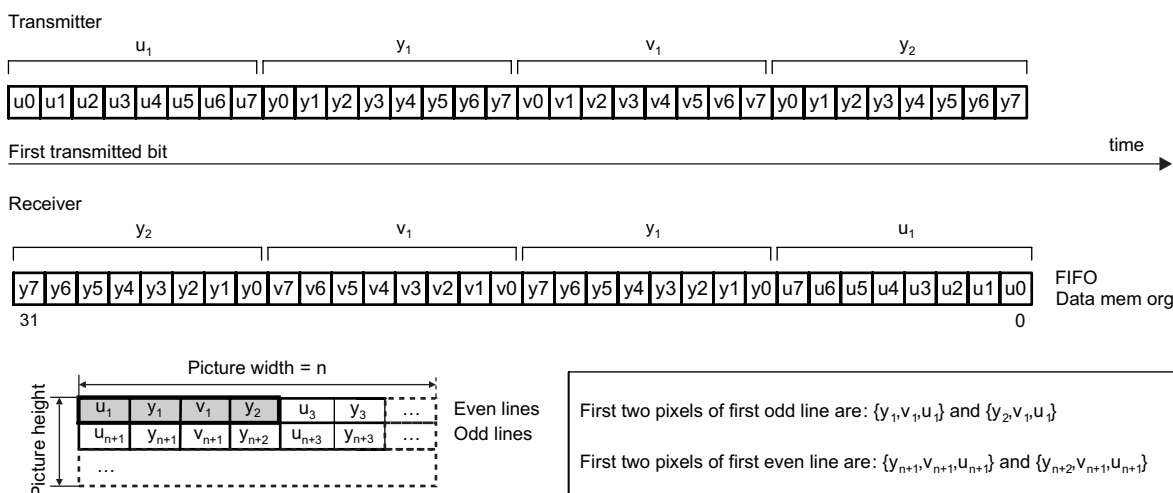 Transmitter
u1 y1 v1 y2
u0 u1 u2 u3 u4 u5 u6 u7 y0 y1 y2 y3 y4 y5 y6 y7 v0 v1 v2 v3 v4 v5 v6 v7 y0 y1 y2 y3 y4 y5 y6 y7
First transmitted bit time
Receiver
y2 v1 y1 u1
y7 y6 y5 y4 y3 y2 y1 y0 v7 v6 v5 v4 v3 v2 v1 v0 y7 y6 y5 y4 y3 y2 y1 y0 u7 u6 u5 u4 u3 u2 u1 u0 FIFO
Data mem org
31 0
Picture width = n
Picture height
u1 y1 v1 y2 u3 y3 … Even lines
un+1 yn+1 vn+1 yn+2 un+3 yn+3 … Odd lines
…
First two pixels of first odd line are: {y1,v1,u1} and {y2,v1,u1}
First two pixels of first even line are: {yn+1,vn+1,un+1} and {yn+2,vn+1,un+1}